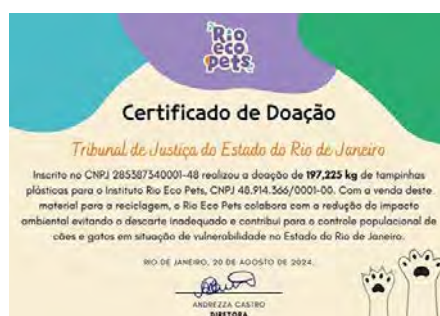 Rio
eco
pets
Certificado de Doação
Tribunal de Justiça do Estado do Rio de Janeiro
Inscrito no CNPJ 285387340001-48 realizou a doação de 197,225 kg de tampinhas
plásticas para o Instituto Rio Eco Pets, CNPJ 48.914.366/0001-00. Com a venda deste
material para a reciclagem, o Rio Eco Pets colabora com a redução do impacto
ambiental evitando o descarte inadequado e contribui para o controle populacional de
cães e gatos em situação de vulnerabilidade no Estado do Rio de Janeiro.
RIO DE JANEIRO, 20 DE AGOSTO DE 2024.
ANDREZZA CASTRO
DIRETORA